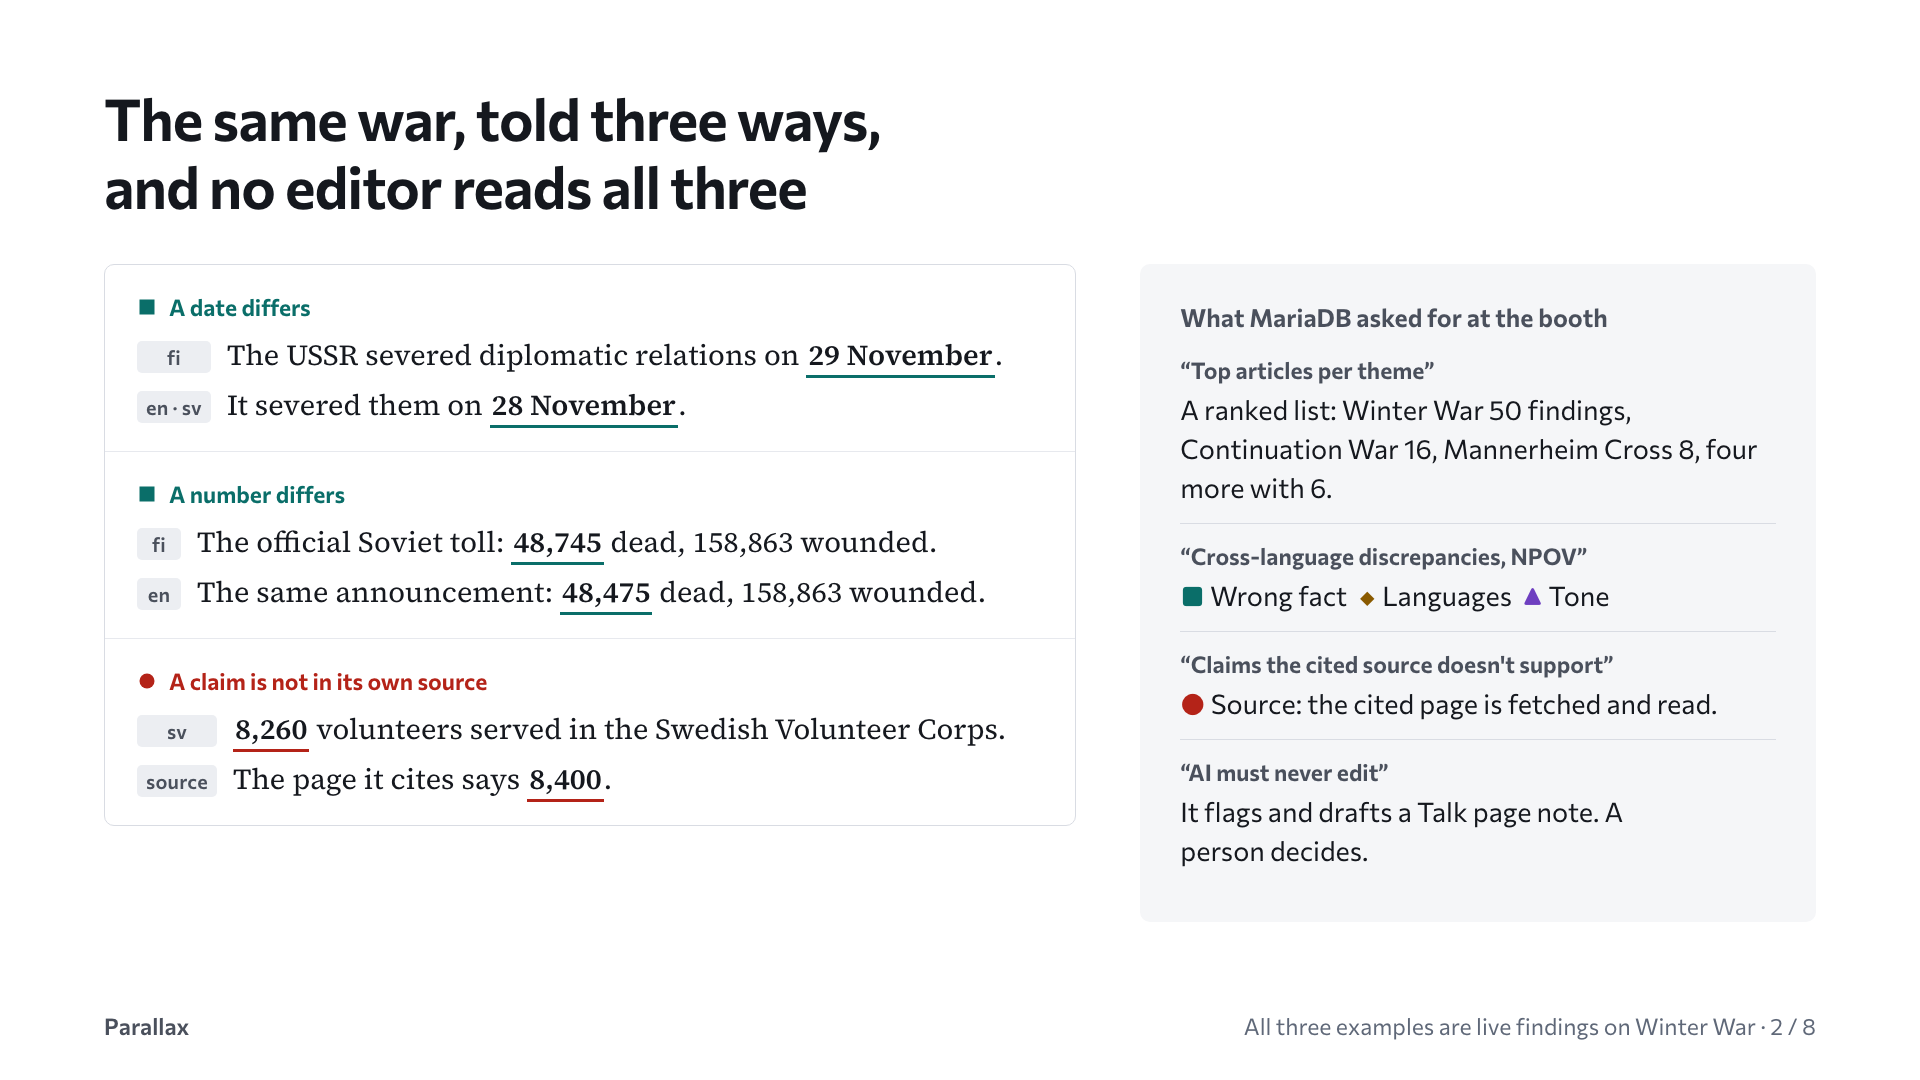 The same war, told three ways,
and no editor reads all three
A date differs
fi The USSR severed diplomatic relations on 29 November.
en · sv It severed them on 28 November.
A number differs
fi The official Soviet toll: 48,745 dead, 158,863 wounded.
en The same announcement: 48,475 dead, 158,863 wounded.
A claim is not in its own source
sv 8,260 volunteers served in the Swedish Volunteer Corps.
source The page it cites says 8,400.
What MariaDB asked for at the booth
“Top articles per theme”
A ranked list: Winter War 50 findings,
Continuation War 16, Mannerheim Cross 8, four
more with 6.
“Cross-language discrepancies, NPOV”
Wrong fact Languages Tone
“Claims the cited source doesn't support”
Source: the cited page is fetched and read.
“AI must never edit”
It flags and drafts a Talk page note. A
person decides.
Parallax
All three examples are live findings on Winter War · 2 / 8